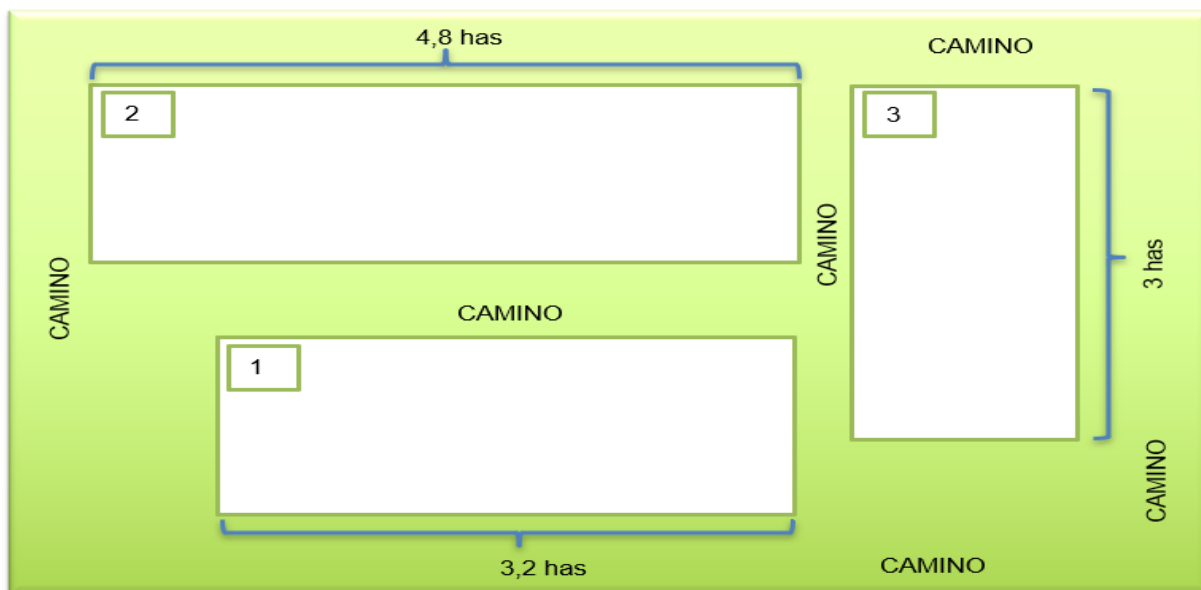 4,8 has
CAMINO
2
3
CAMINO
CAMINO
3 has
CAMINO
1
CAMINO
3,2 has
CAMINO